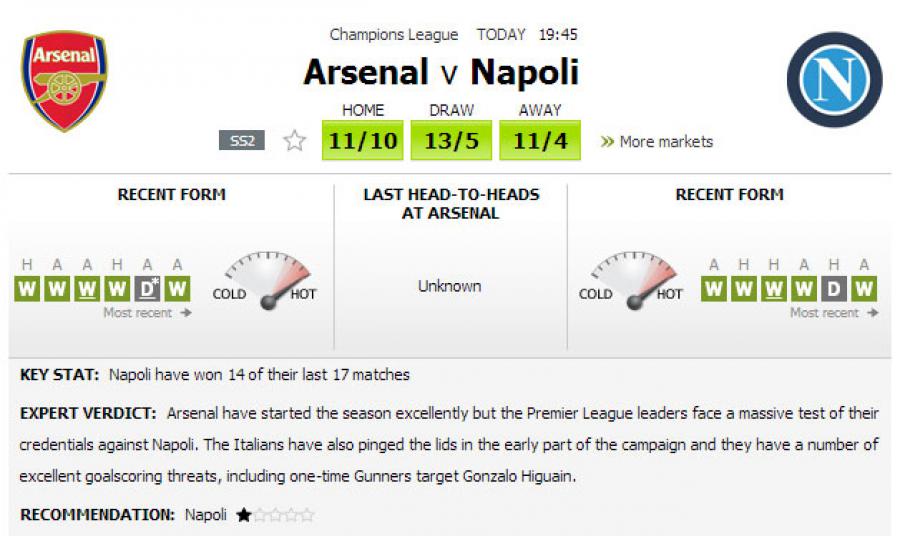 Champions League TODAY 19:45
Arsenal
Arsenal v Napoli
N
HOME DRAW AWAY
SS2 11/10 13/5 11/4 » More markets
RECENT FORM
H A A H A A
W W W W D* W
COLD HOT
Most recent →
LAST HEAD-TO-HEADS
AT ARSENAL
Unknown
RECENT FORM
A H H A H A
COLD HOT
W W W W D W
Most recent →
KEY STAT: Napoli have won 14 of their last 17 matches
EXPERT VERDICT: Arsenal have started the season excellently but the Premier League leaders face a massive test of their
credentials against Napoli. The Italians have also pinged the lids in the early part of the campaign and they have a number of
excellent goalscoring threats, including one-time Gunners target Gonzalo Higuain.
RECOMMENDATION: Napoli ★☆☆☆☆